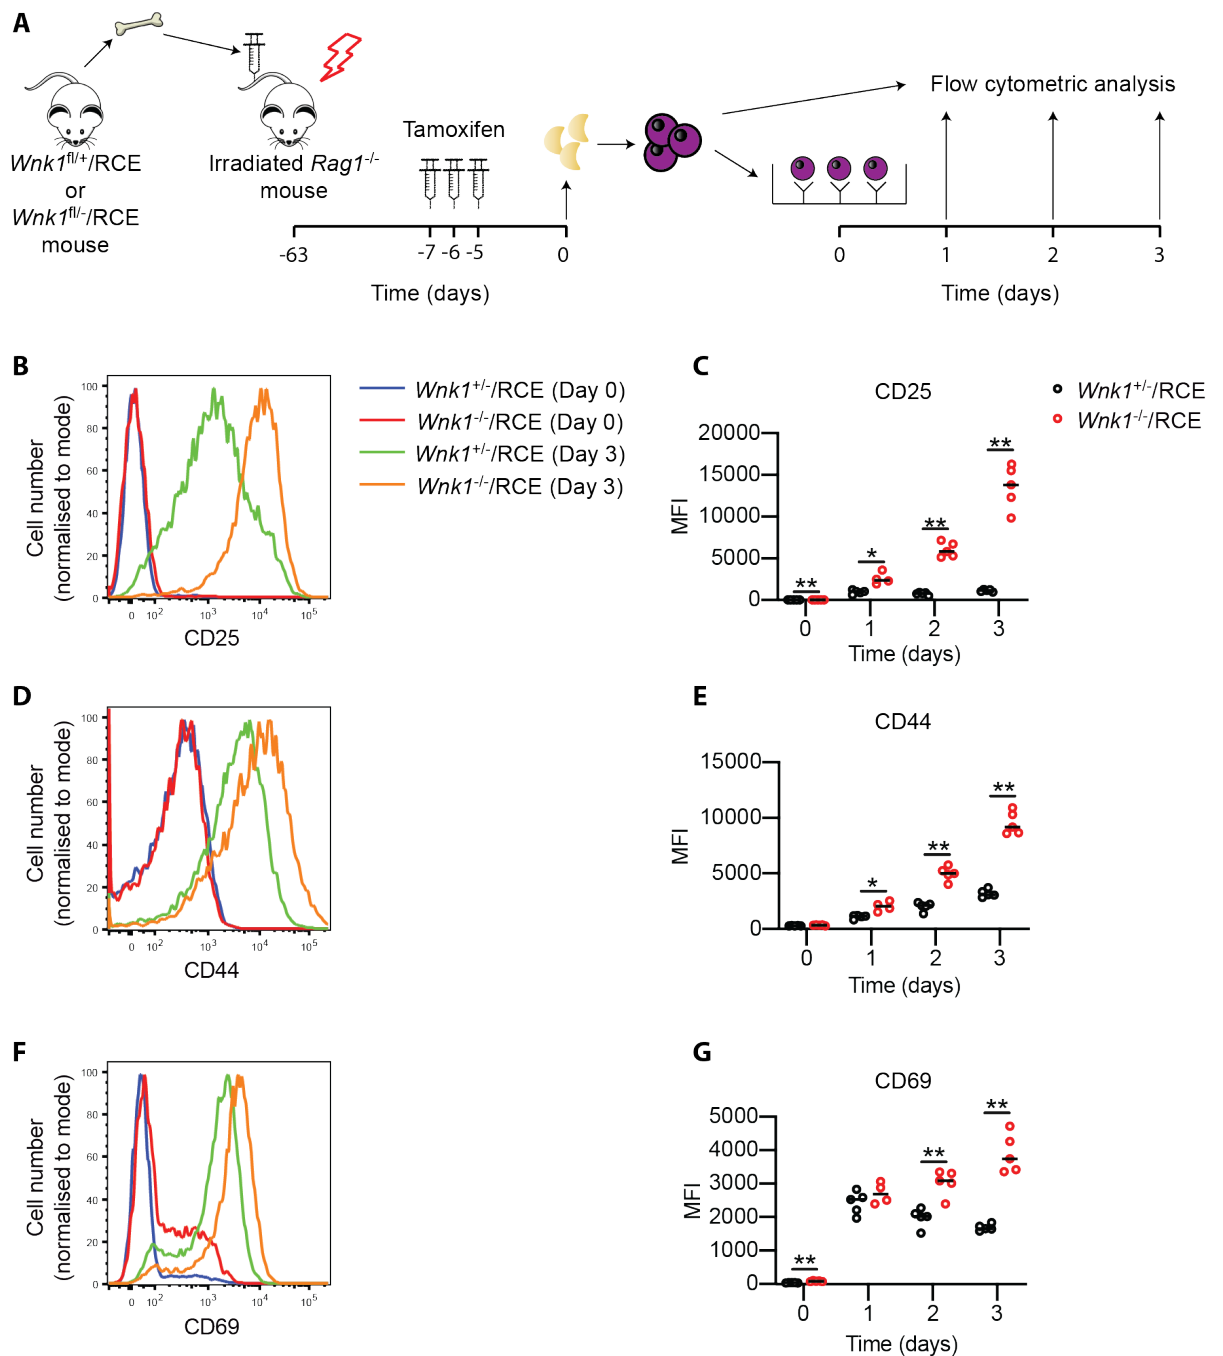 A
Tamoxifen
Flow cytometric analysis
Wnk1fl/+/RCE
or
Wnk1fl/-/RCE
mouse
Irradiated Rag1-/-
mouse
-63
-7 -6 -5
0
Time (days)
0 1 2 3
Time (days)
B
Cell number
(normalised to mode)
100
80
60
40
20
0
0 10² 10³ 10⁴ 10⁵
CD25
Wnk1+/-/RCE (Day 0)
Wnk1-/-/RCE (Day 0)
Wnk1+/-/RCE (Day 3)
Wnk1-/-/RCE (Day 3)
C
CD25
Wnk1+/-/RCE
Wnk1-/-/RCE
MFI
20000
15000
10000
5000
0
** * ** **
0 1 2 3
Time (days)
D
Cell number
(normalised to mode)
100
80
60
40
20
0
0 10² 10³ 10⁴ 10⁵
CD44
E
CD44
MFI
15000
10000
5000
0
* ** **
0 1 2 3
Time (days)
F
Cell number
(normalised to mode)
100
80
60
40
20
0
0 10² 10³ 10⁴ 10⁵
CD69
G
CD69
MFI
5000
4000
3000
2000
1000
0
** ** **
0 1 2 3
Time (days)